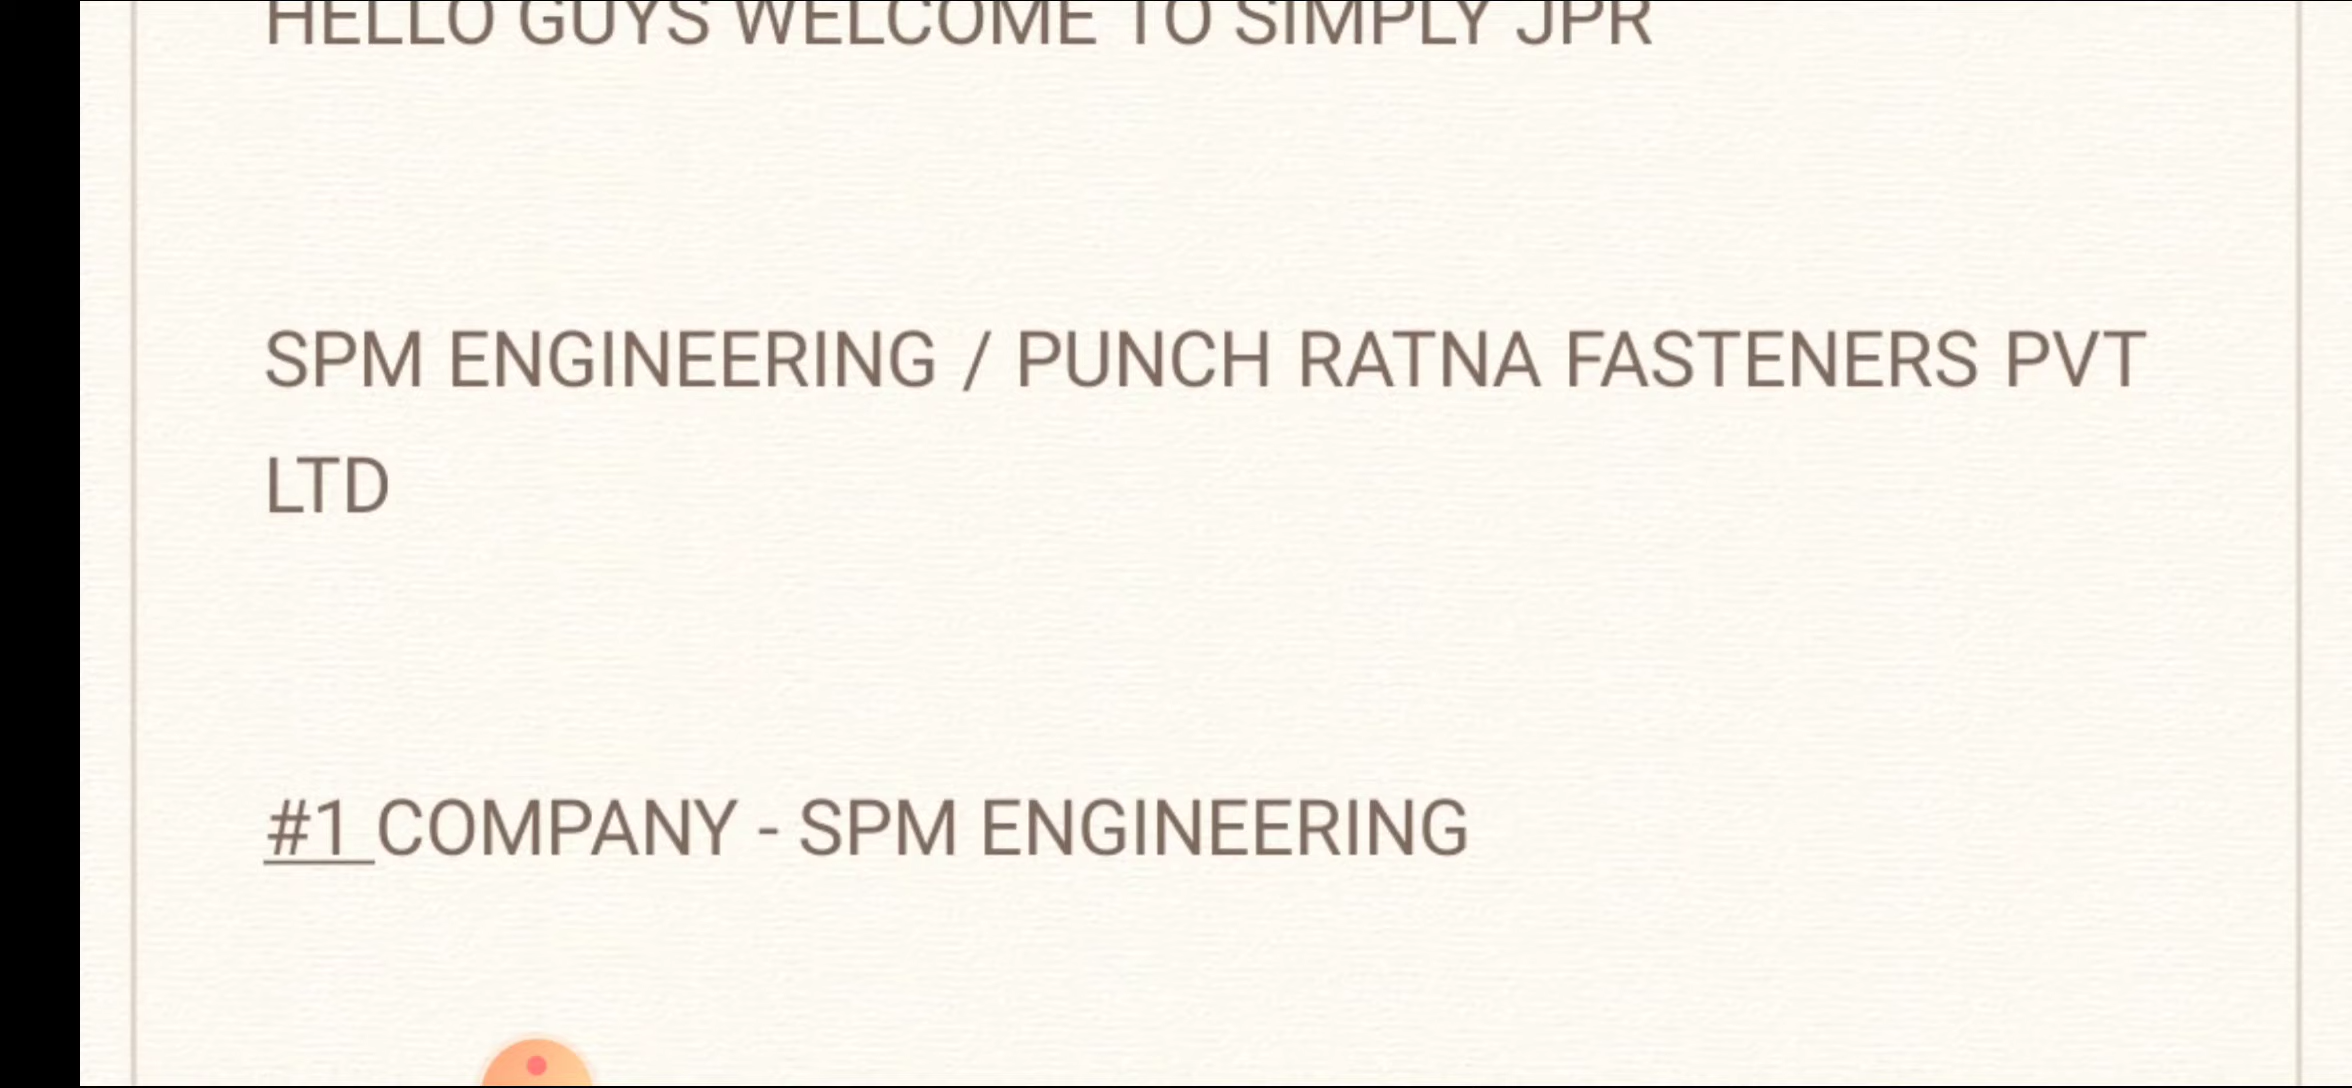 HELLO GUYS WELCOME TO SIMPLY JPR
SPM ENGINEERING / PUNCH RATNA FASTENERS PVT
LTD
#1 COMPANY - SPM ENGINEERING